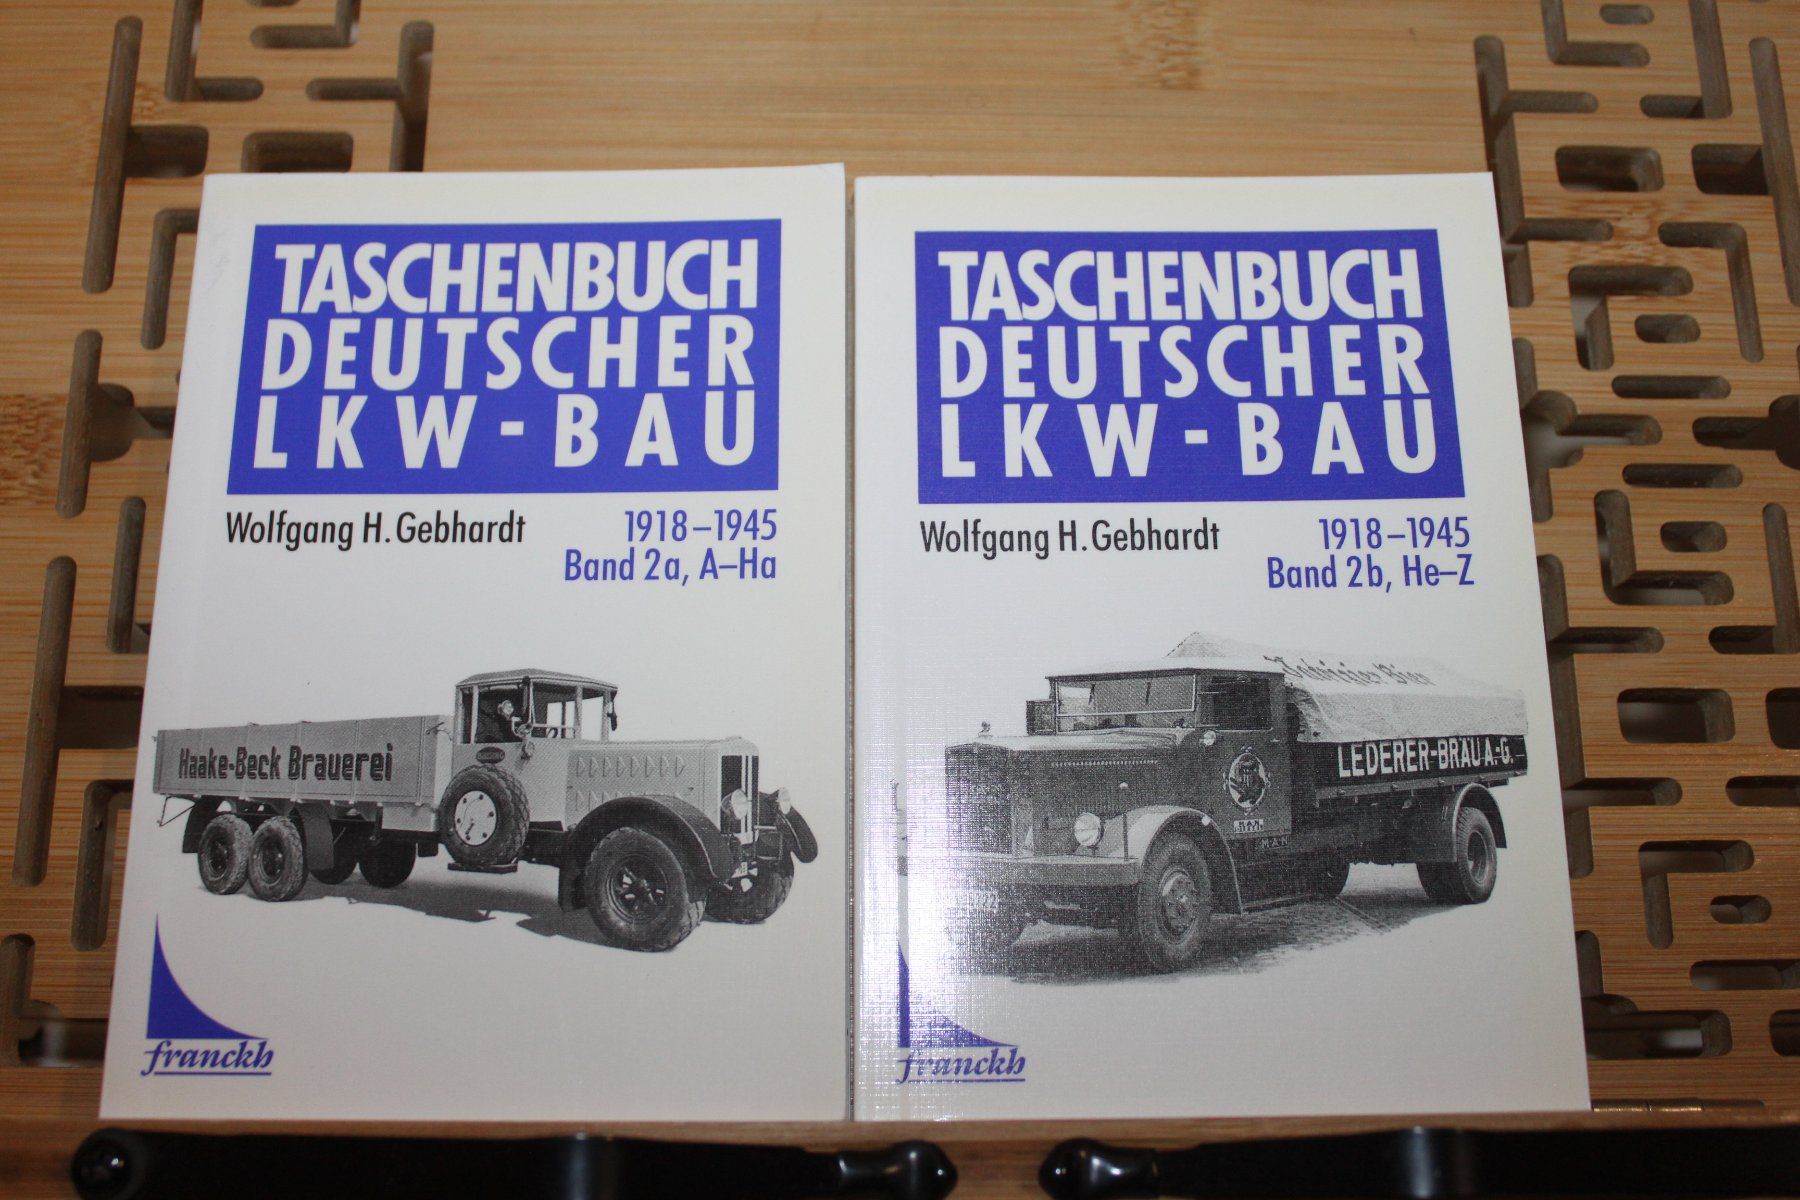 TASCHENBUCH
DEUTSCHER
LKW-BAU
Wolfgang H. Gebhardt
1918–1945
Band 2a, A–Ha
Haake-Beck Brauerei
franckh
TASCHENBUCH
DEUTSCHER
LKW-BAU
Wolfgang H. Gebhardt
1918–1945
Band 2b, He–Z
LEDERER-BRÄU A.-G.
M·A·N
franckh